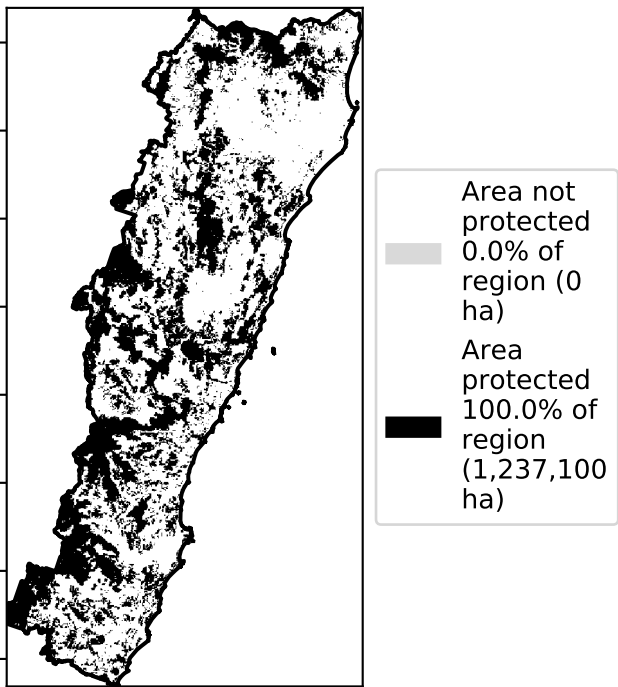 Area not
protected
0.0% of
region (0
ha)
Area
protected
100.0% of
region
(1,237,100
ha)